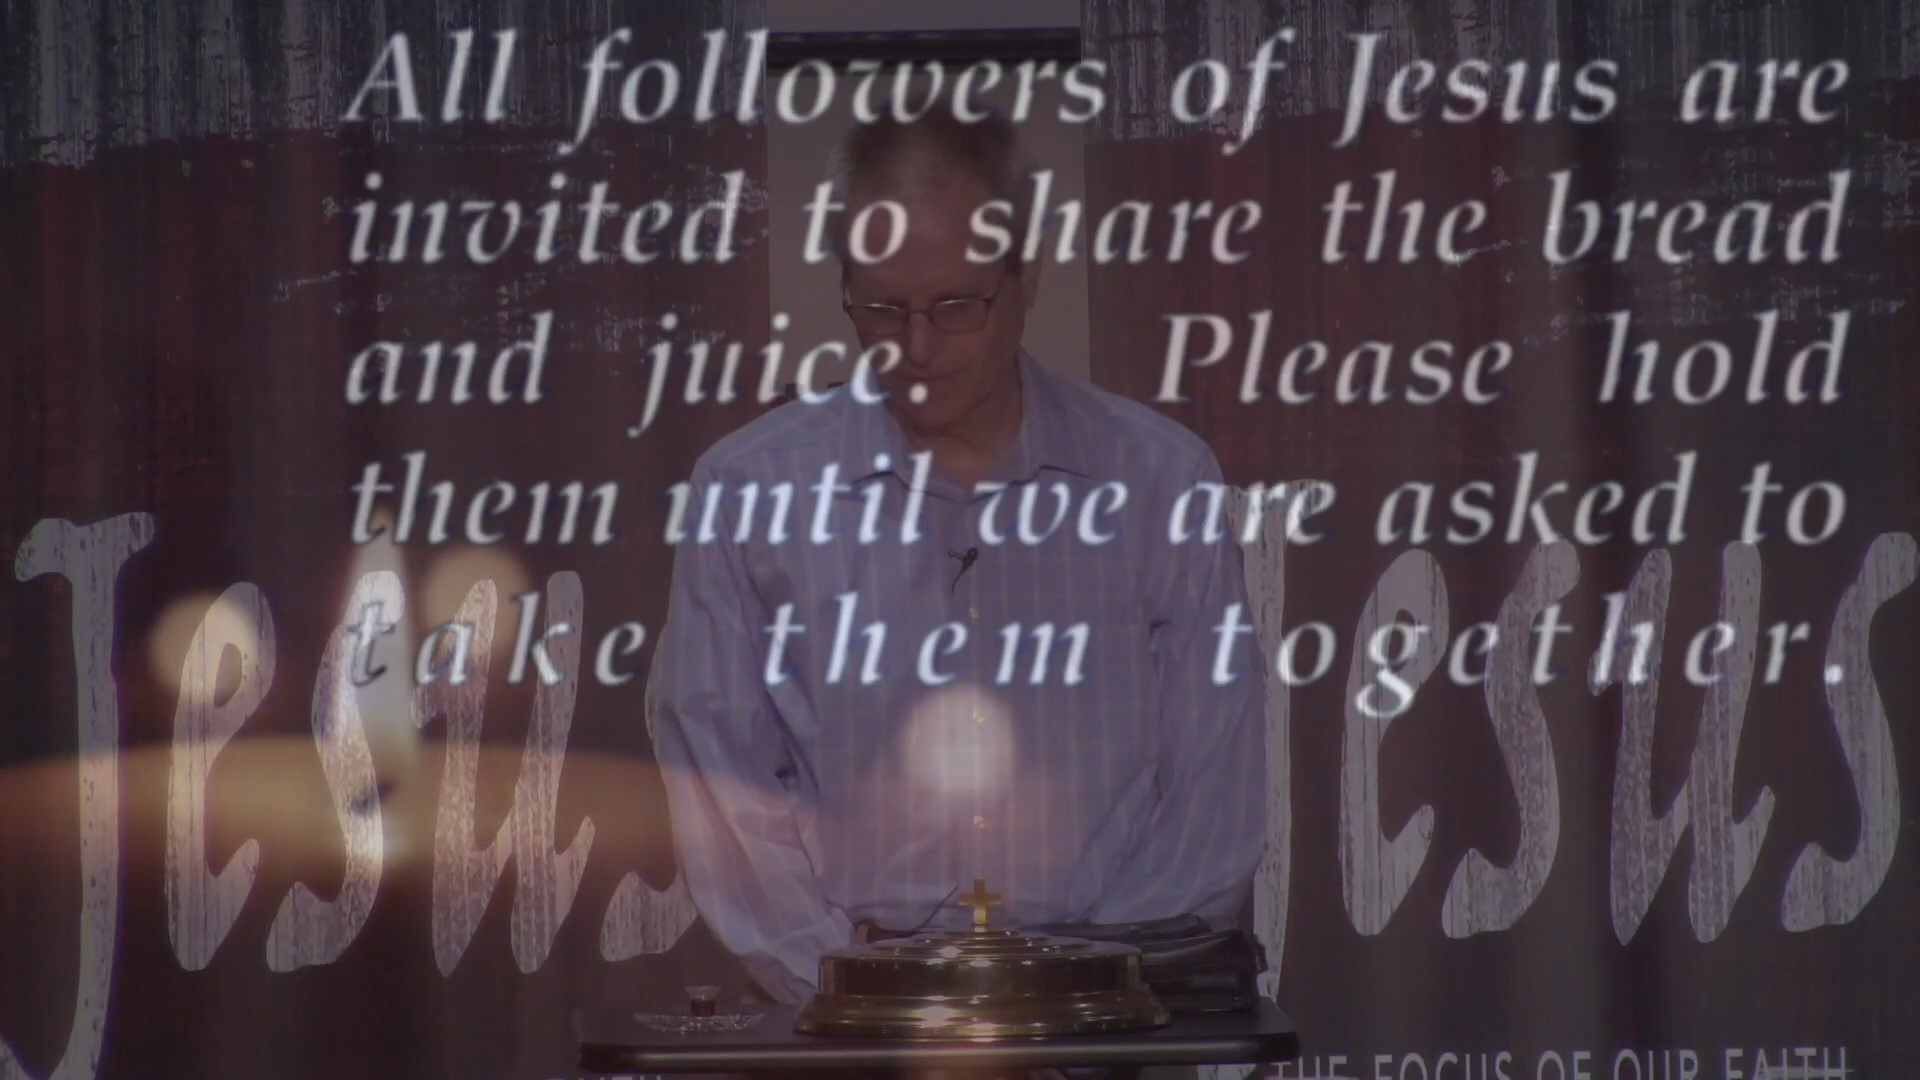 All followers of Jesus are
invited to share the bread
and juice. Please hold
them until we are asked to
take them together.
Jesus Jesus
FAITH THE FOCUS OF OUR FAITH